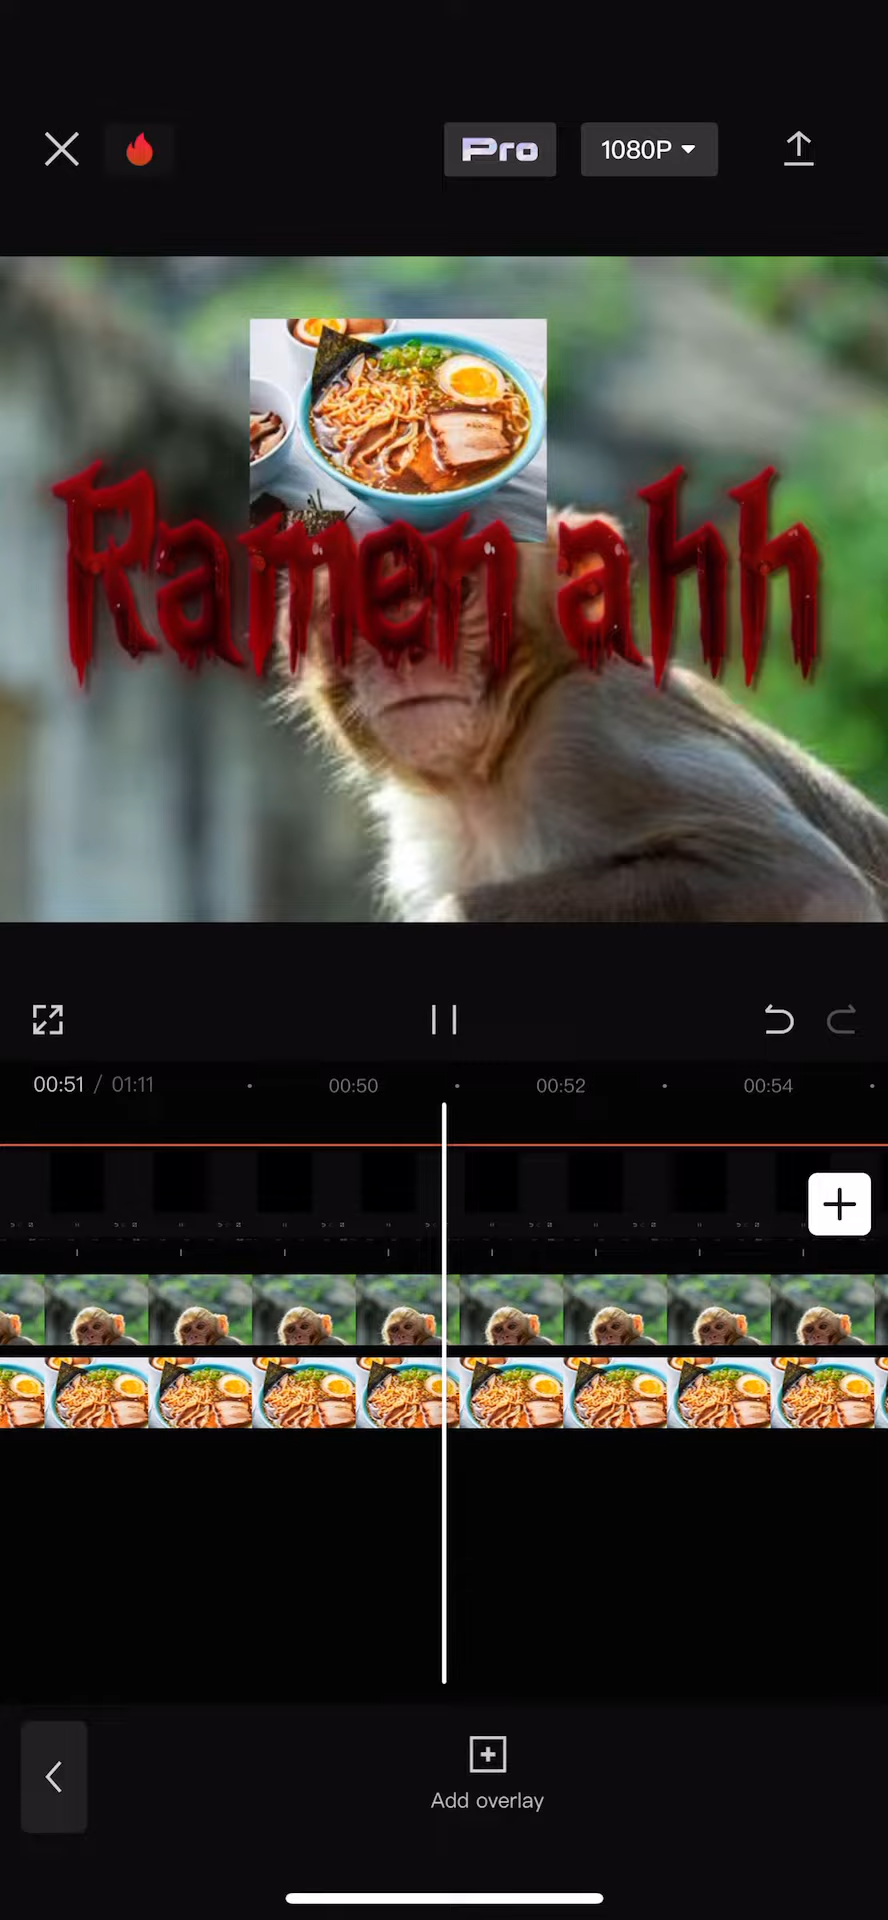 Pro
1080P
Ramen ahh
00:51 / 01:11
00:50
00:52
00:54
Add overlay